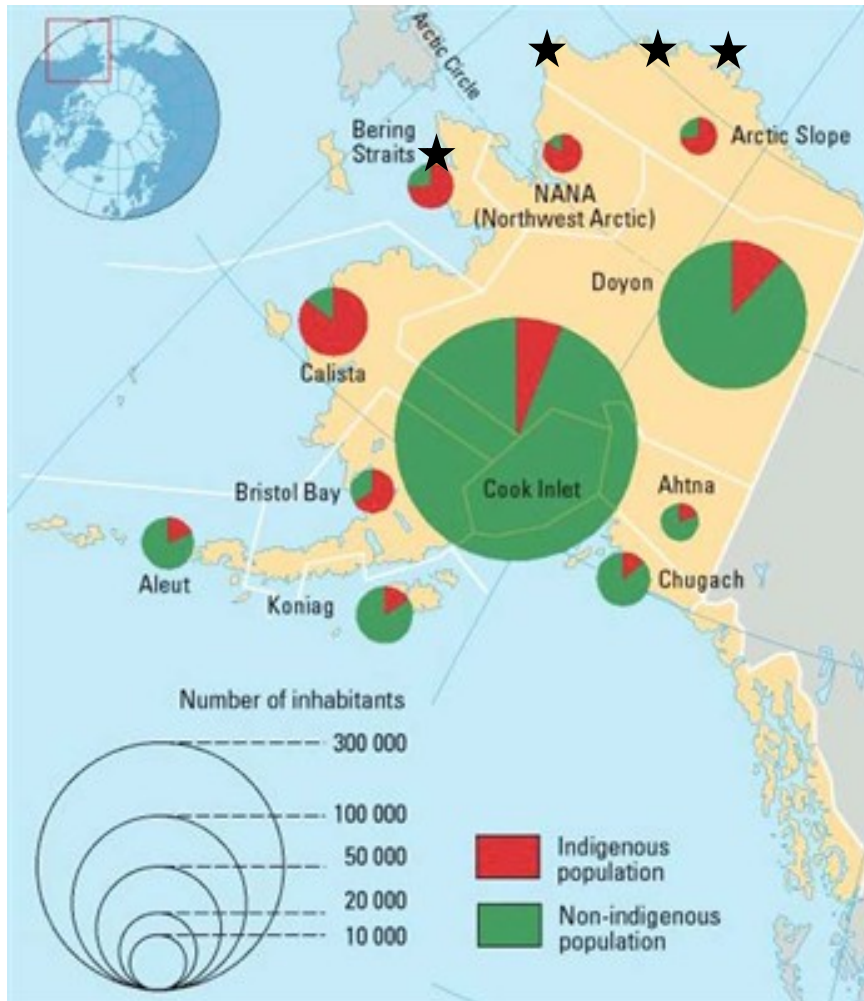 Arctic Circle
Bering
Straits
Arctic Slope
NANA
(Northwest Arctic)
Doyon
Calista
Bristol Bay
Cook Inlet
Ahtna
Aleut
Koniag
Chugach
Number of inhabitants
300 000
100 000
50 000
20 000
10 000
Indigenous
population
Non-indigenous
population